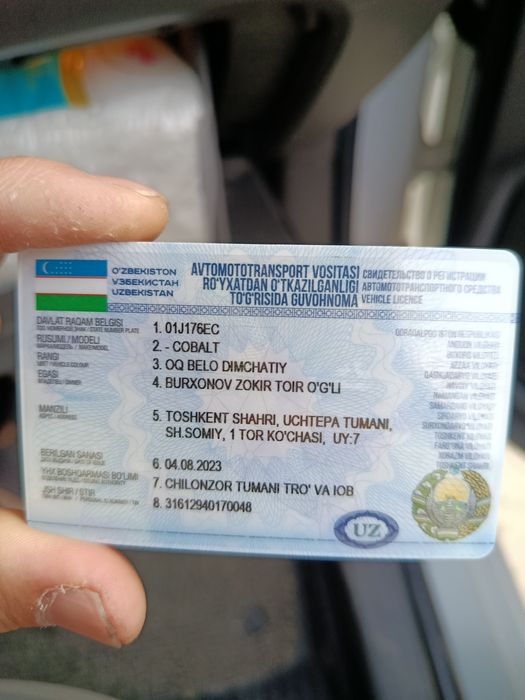 O'ZBEKISTON
ЎЗБЕКИСТАН
UZBEKISTAN
AVTOMOTOTRANSPORT VOSITASI
RO'YXATDAN O'TKAZILGANLIGI
TO'G'RISIDA GUVOHNOMA
СВИДЕТЕЛЬСТВО О РЕГИСТРАЦИИ
АВТОМОТОТРАНСПОРТНОГО СРЕДСТВА
VEHICLE LICENCE
DAVLAT RAQAM BELGISI
1. 01J176EC
RUSUMI / MODELI
2. - COBALT
RANGI
3. OQ BELO DIMCHATIY
EGASI
4. BURXONOV ZOKIR TOIR O'G'LI
MANZILI
5. TOSHKENT SHAHRI, UCHTEPA TUMANI,
SH.SOMIY, 1 TOR KO'CHASI, UY:7
BERILGAN SANASI
6. 04.08.2023
YHX BOSHQARMASI BO'LIMI
7. CHILONZOR TUMANI TRO' VA IOB
JSH SHIR / STIR
8. 31612940170048
UZ